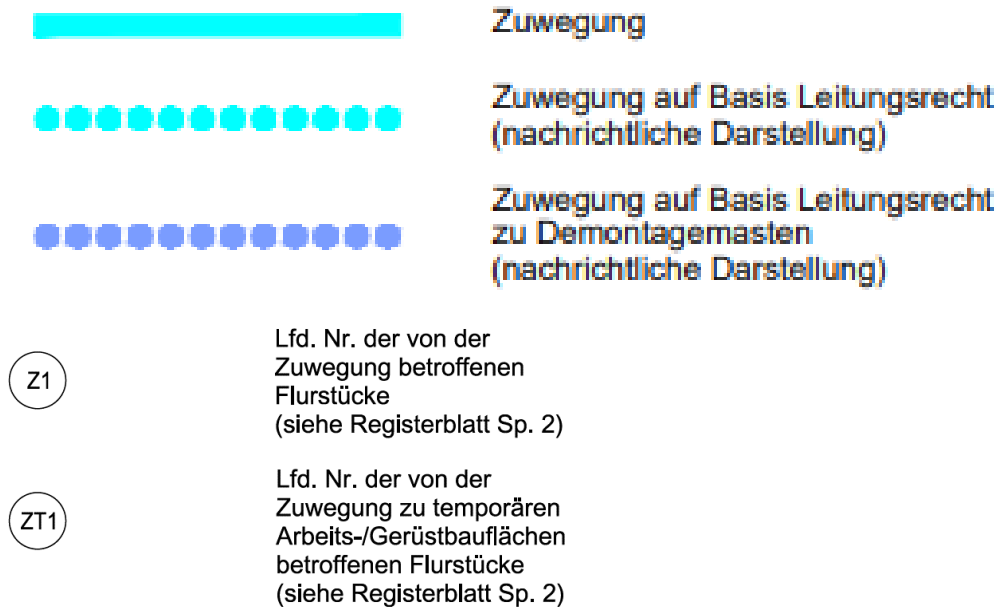 Zuwegung
Zuwegung auf Basis Leitungsrecht
(nachrichtliche Darstellung)
Zuwegung auf Basis Leitungsrecht
zu Demontagemasten
(nachrichtliche Darstellung)
Z1
Lfd. Nr. der von der
Zuwegung betroffenen
Flurstücke
(siehe Registerblatt Sp. 2)
ZT1
Lfd. Nr. der von der
Zuwegung zu temporären
Arbeits-/Gerüstbauflächen
betroffenen Flurstücke
(siehe Registerblatt Sp. 2)